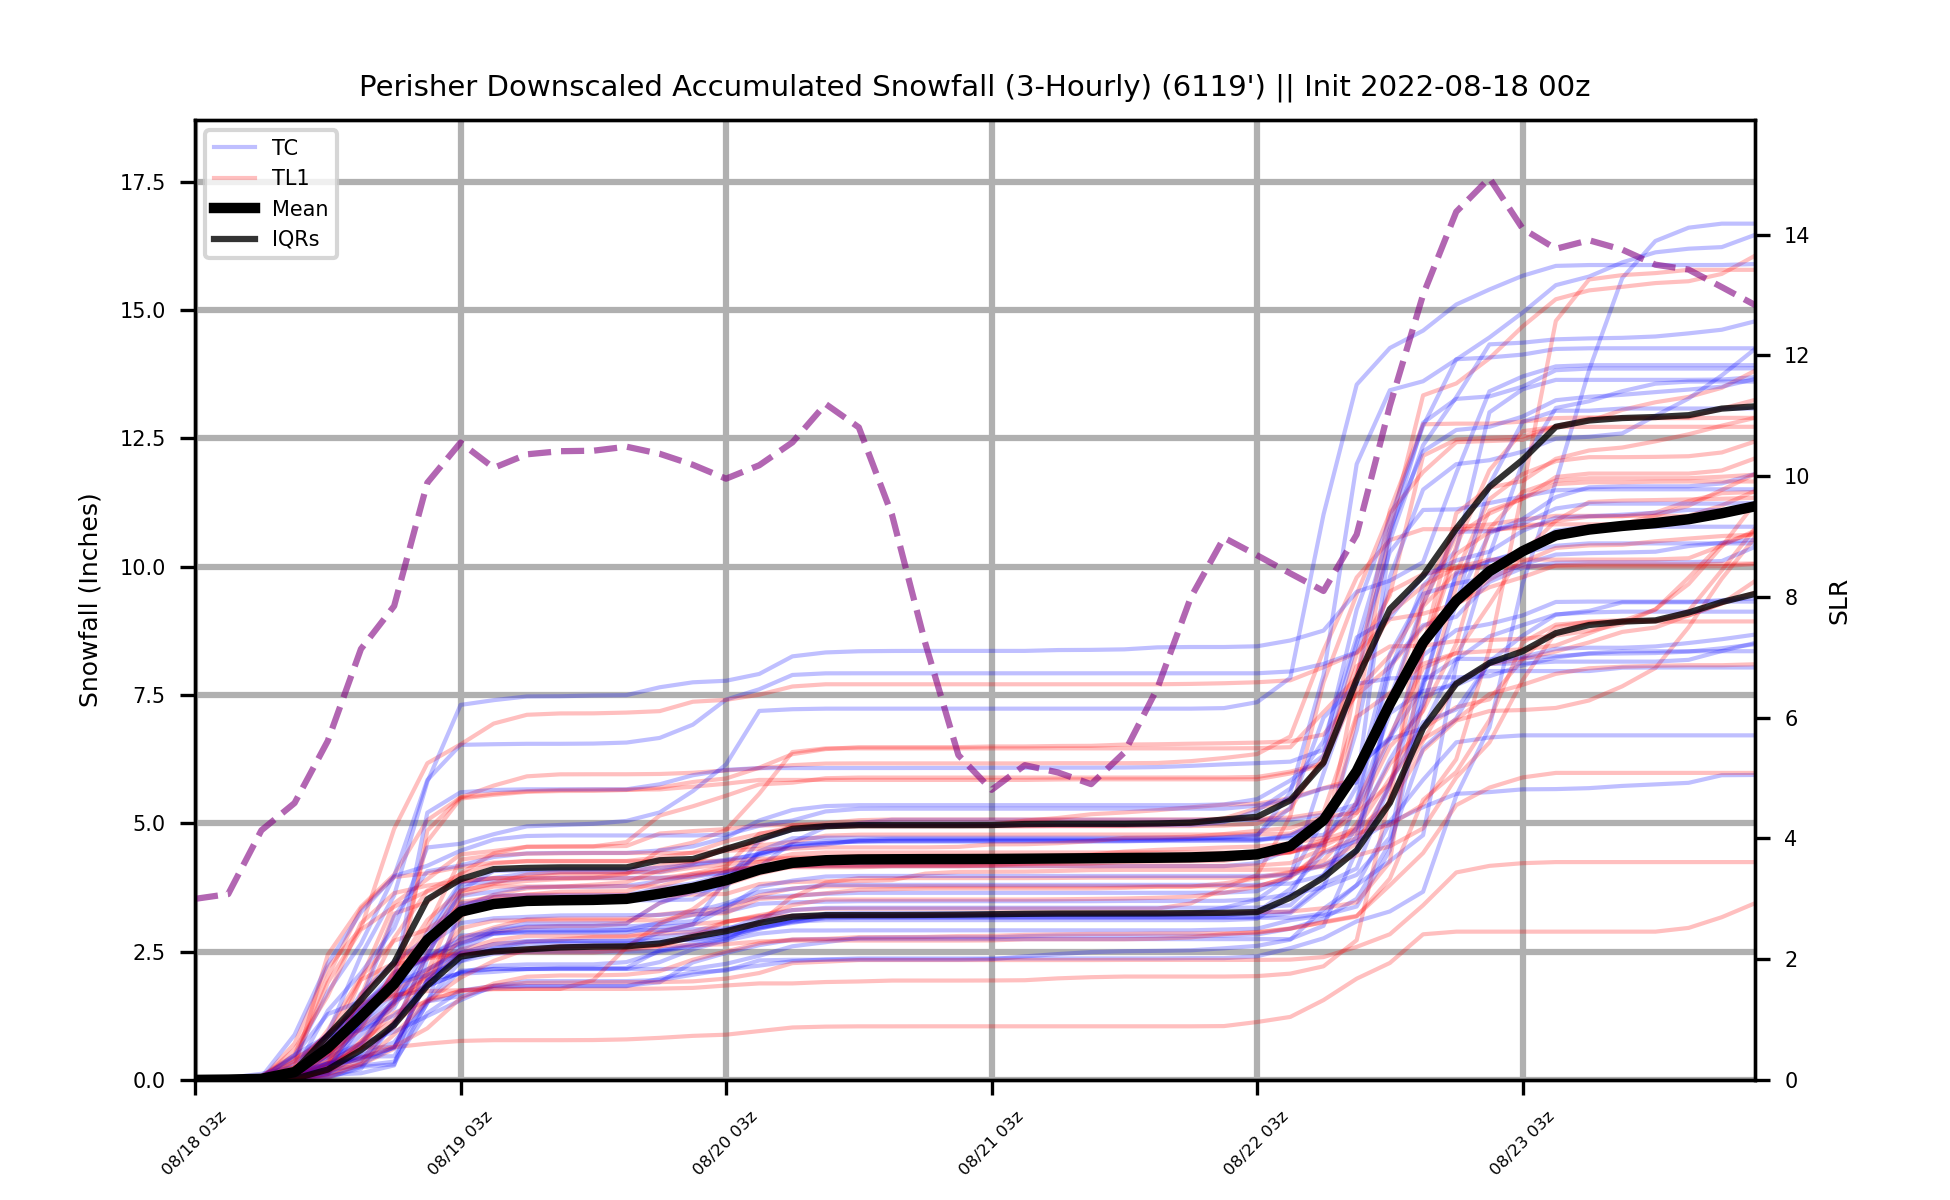 Perisher Downscaled Accumulated Snowfall (3-Hourly) (6119') || Init 2022-08-18 00z
TC
TL1
Mean
IQRs
17.5
15.0
12.5
10.0
7.5
5.0
2.5
0.0
Snowfall (Inches)
14
12
10
8
6
4
2
0
SLR
08/18 03z
08/19 03z
08/20 03z
08/21 03z
08/22 03z
08/23 03z